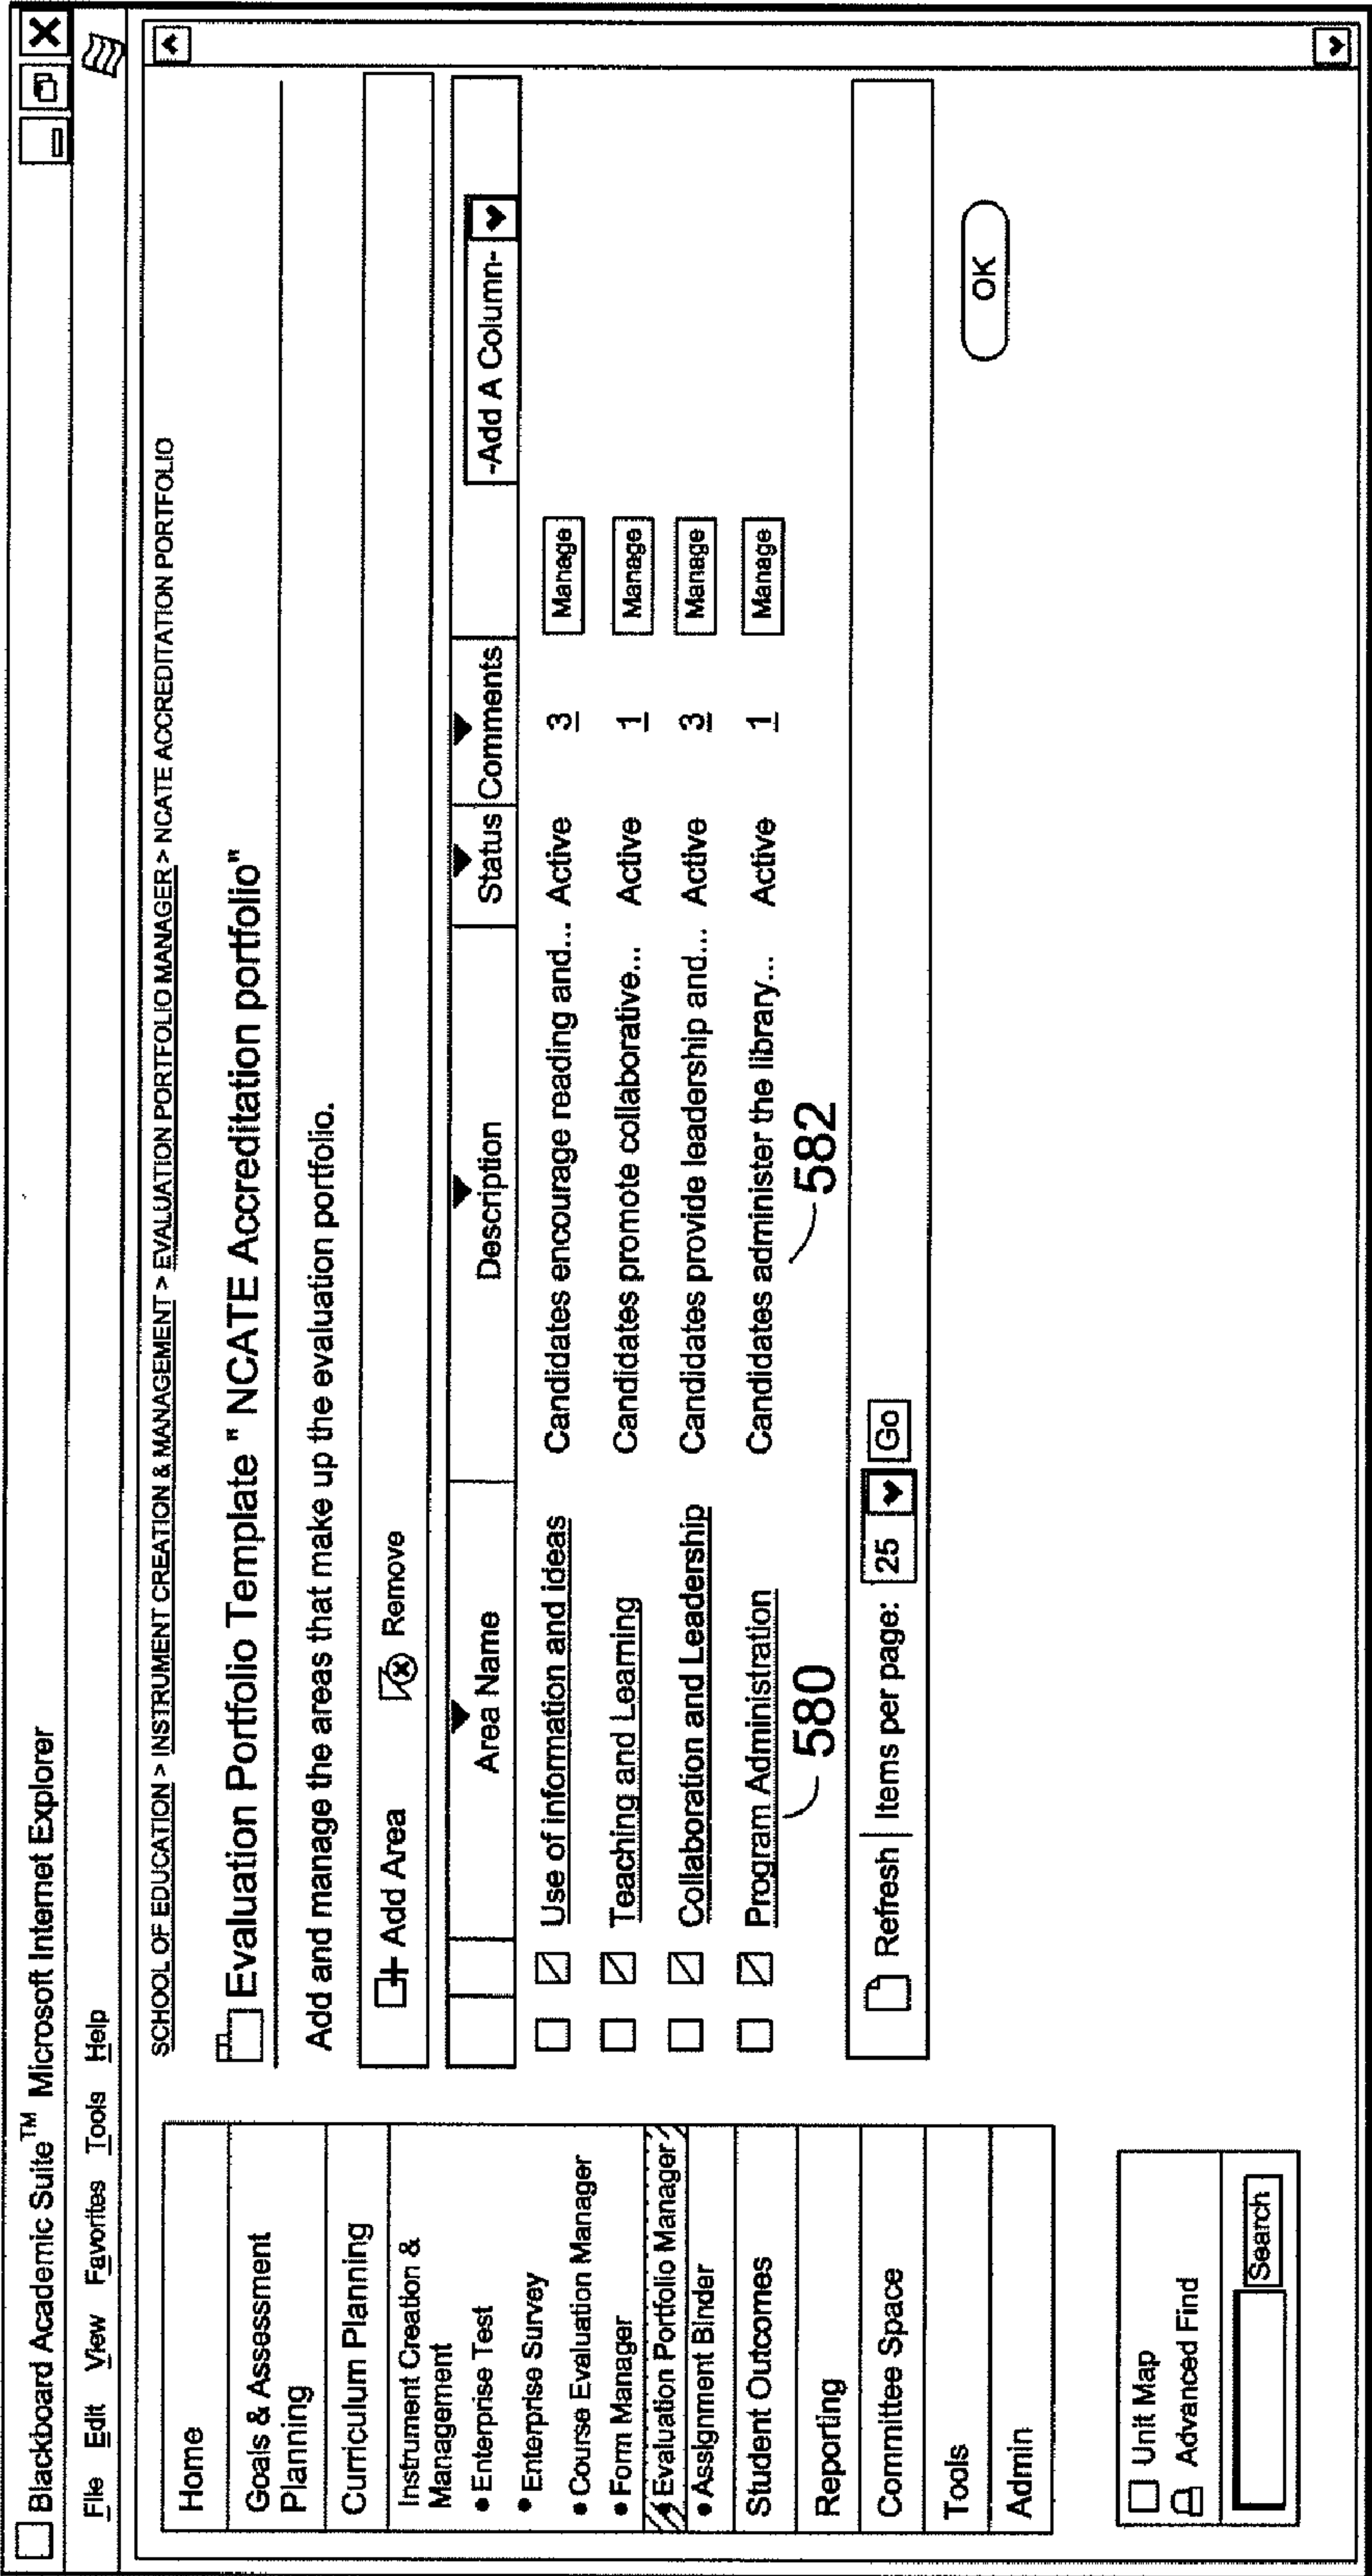 Blackboard Academic Suite™ Microsoft Internet Explorer
File Edit View Favorites Tools Help
SCHOOL OF EDUCATION > INSTRUMENT CREATION & MANAGEMENT > EVALUATION PORTFOLIO MANAGER > NCATE ACCREDITATION PORTFOLIO
Home
Goals & Assessment
Planning
Curriculum Planning
Instrument Creation &
Management
• Enterprise Test
• Enterprise Survey
• Course Evaluation Manager
• Form Manager
• Evaluation Portfolio Manager
• Assignment Binder
Student Outcomes
Reporting
Committee Space
Tools
Admin
Unit Map
Advanced Find
Search
Evaluation Portfolio Template " NCATE Accreditation portfolio"
Add and manage the areas that make up the evaluation portfolio.
Add Area Remove
Area Name Description Status Comments -Add A Column-
Use of information and ideas Candidates encourage reading and... Active 3 Manage
Teaching and Learning Candidates promote collaborative... Active 1 Manage
Collaboration and Leadership Candidates provide leadership and... Active 3 Manage
Program Administration Candidates administer the library... Active 1 Manage
580 582
Refresh | Items per page: 25 Go
OK